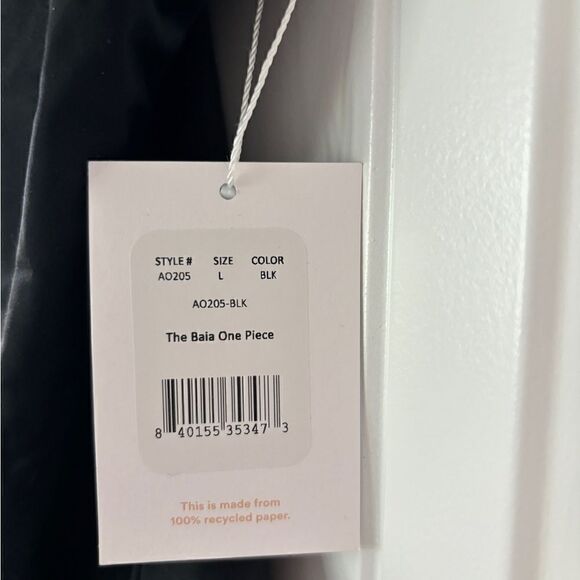 STYLE # SIZE COLOR
AO205 L BLK
AO205-BLK
The Baia One Piece
8 40155 35347 3
This is made from
100% recycled paper.